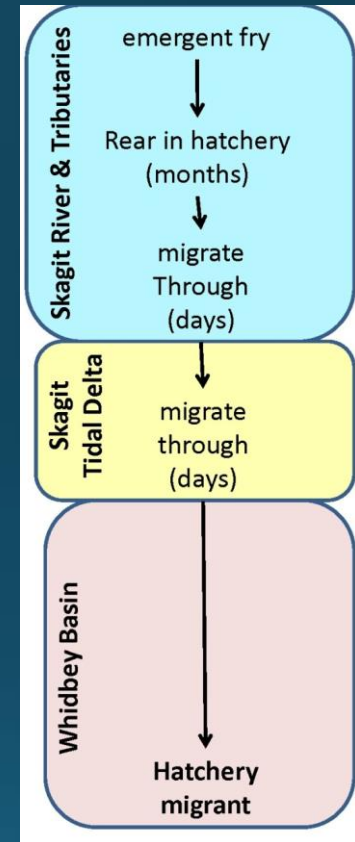 Skagit River & Tributaries
emergent fry
Rear in hatchery
(months)
migrate
Through
(days)
Skagit
Tidal Delta
migrate
through
(days)
Whidbey Basin
Hatchery
migrant